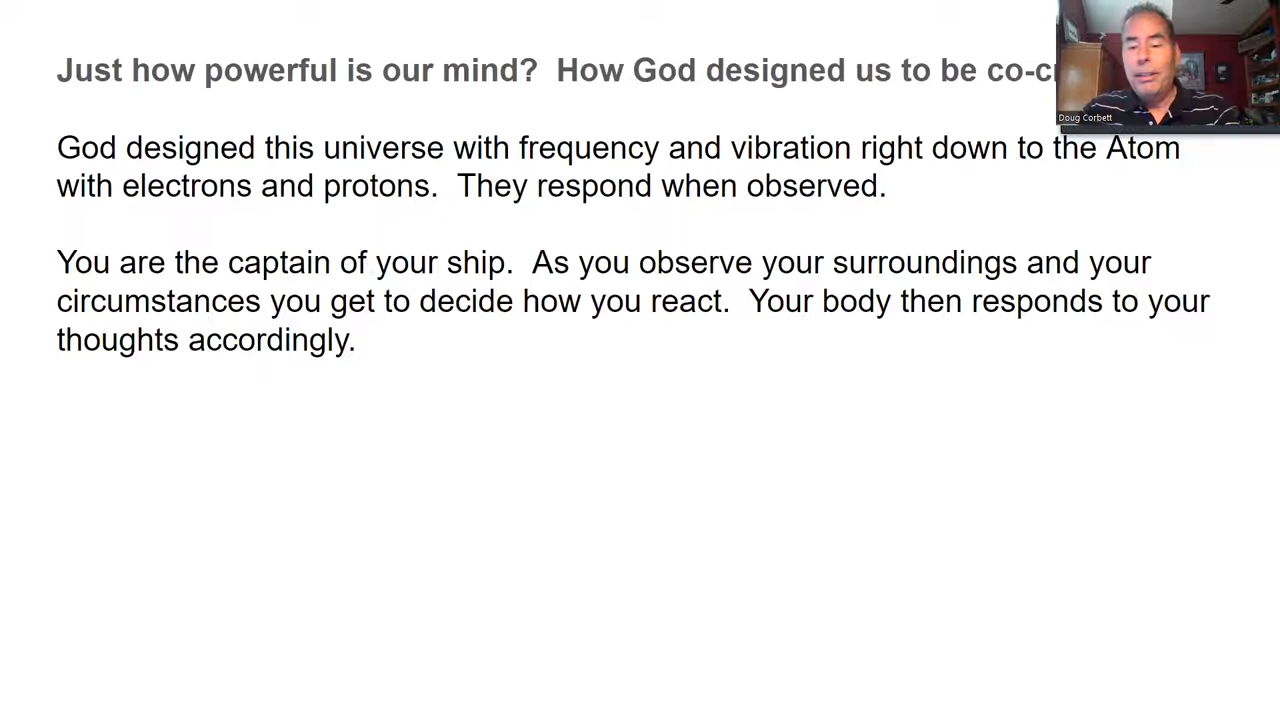 Just how powerful is our mind?  How God designed us to be
Doug Corbett
God designed this universe with frequency and vibration right down to the Atom
with electrons and protons.  They respond when observed.
You are the captain of your ship.  As you observe your surroundings and your
circumstances you get to decide how you react.  Your body then responds to your
thoughts accordingly.